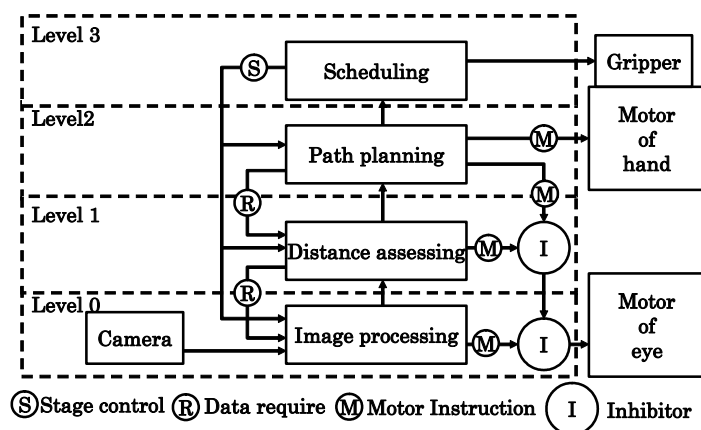 Level 3
S
Scheduling
Gripper
Level2
Path planning
M
Motor
of
hand
R
M
Level 1
Distance assessing
M
I
R
Level 0
Camera
Image processing
M
I
Motor
of
eye
S Stage control R Data require M Motor Instruction I Inhibitor